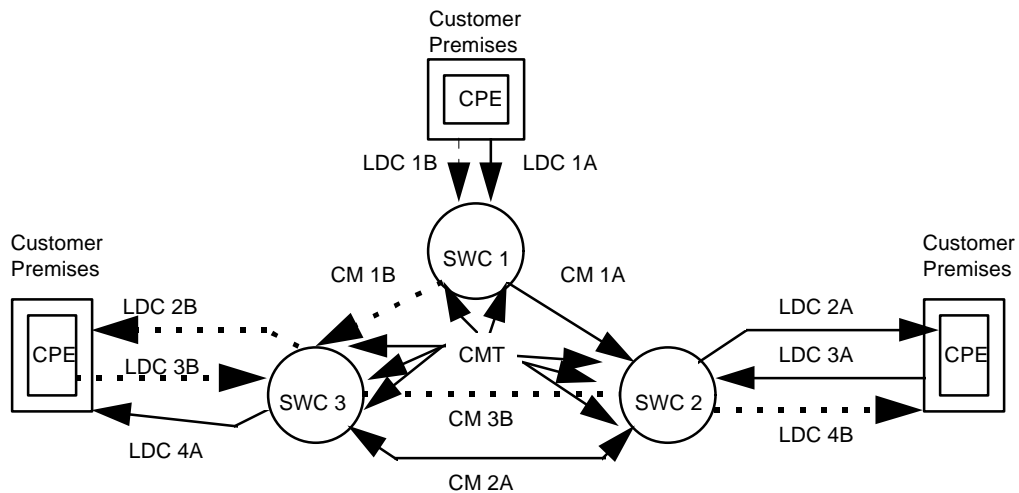 Customer
Premises
CPE
LDC 1B
LDC 1A
Customer
Premises
SWC 1
Customer
Premises
CM 1B
CM 1A
LDC 2B
LDC 2A
CPE
CMT
LDC 3A
CPE
LDC 3B
SWC 3
CM 3B
SWC 2
LDC 4A
LDC 4B
CM 2A